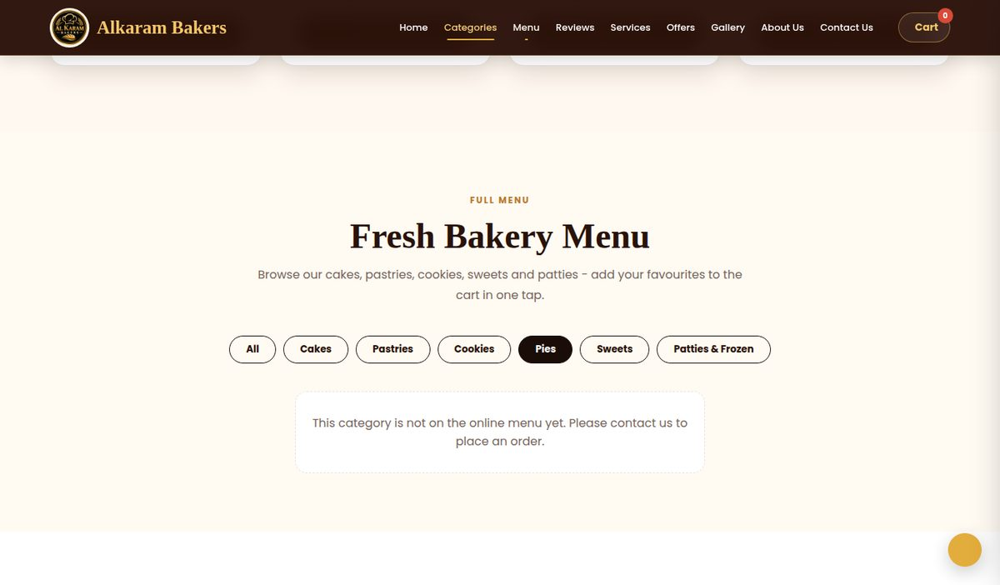 AL KARAM
BAKERY
Alkaram Bakers
Home Categories Menu Reviews Services Offers Gallery About Us Contact Us Cart 0
FULL MENU
Fresh Bakery Menu
Browse our cakes, pastries, cookies, sweets and patties - add your favourites to the
cart in one tap.
All Cakes Pastries Cookies Pies Sweets Patties & Frozen
This category is not on the online menu yet. Please contact us to
place an order.